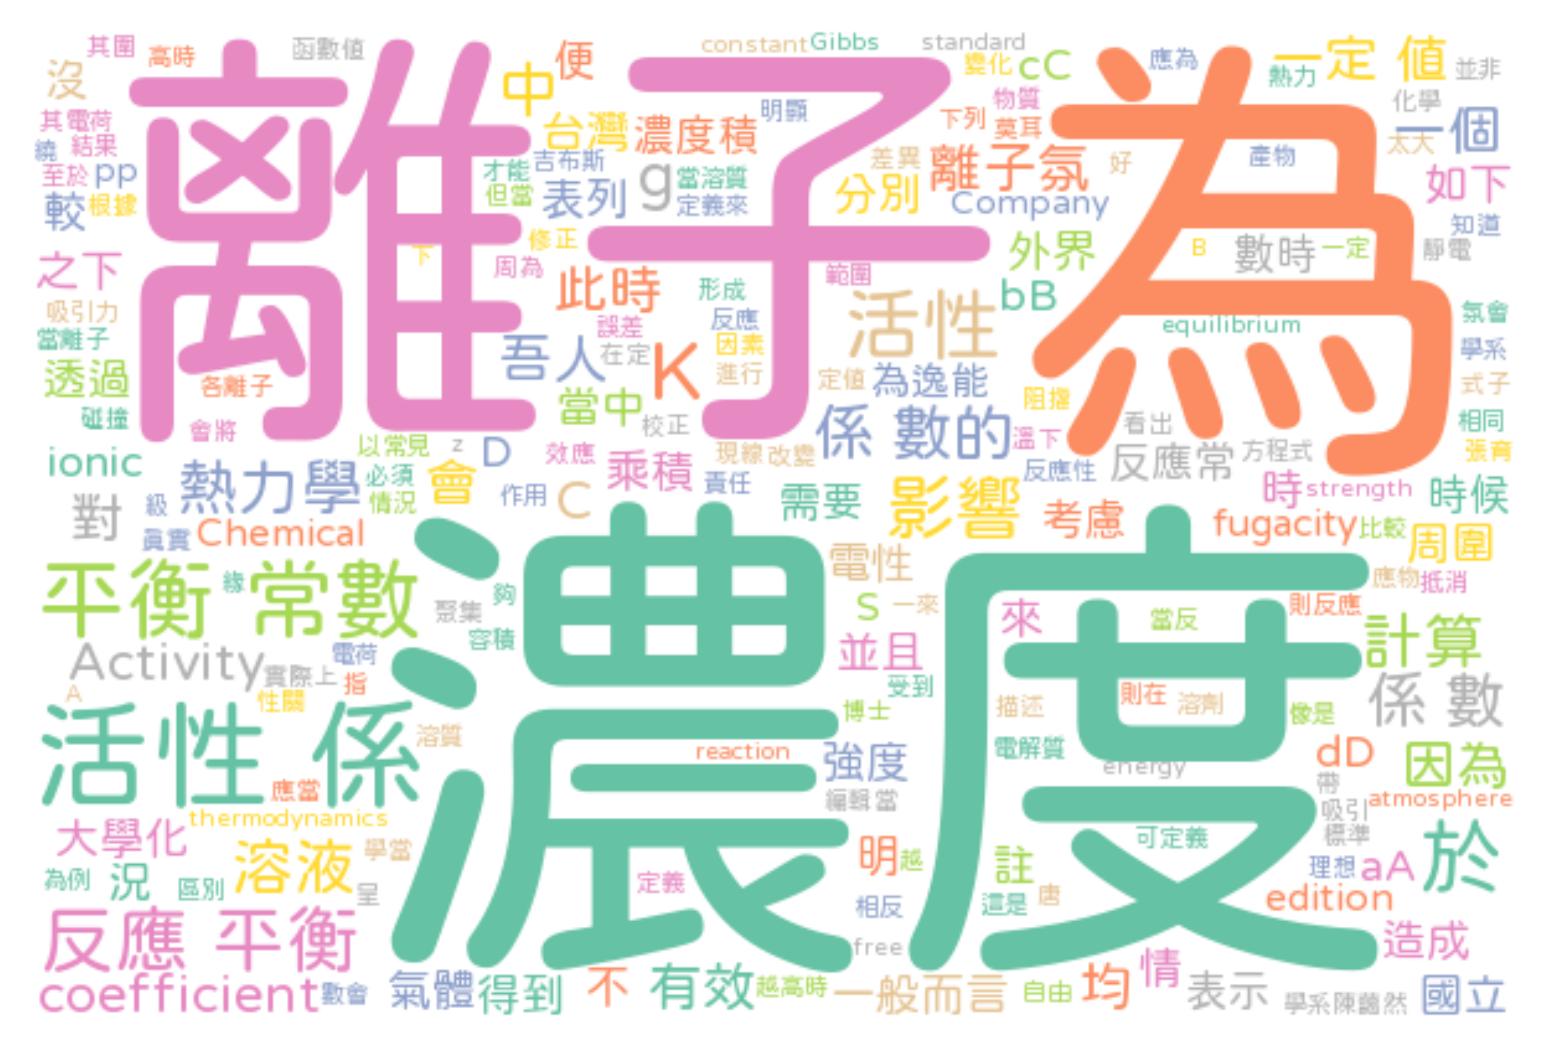 其圍 高時 函數值 constant Gibbs standard
沒 中 便 變化 cC 應為 一定 值 並非
離子 為
熱力 化學
其電荷 台灣 濃度積 明顯 物質 下列 莫耳 一個
繞 結果 才能 吉布斯 差異 離子氛 好 產物 太大
至於 pp 但當 表列 g 當溶質 分別 如下
較 根據 定義來 Company 知道
之下 下 修正 周為 外界 B 數時 一定 靜電
吸引力 此時 形成 範圍 bB 氛會
當離子 誤差 反應 活性 equilibrium 學系
透過 各離子 吾人 在定 K 因素 進行 定值 為逸能 式子
碰撞 會將 當中 校正 阻擋 看出 相同
ionic 以常見 z D 效應 乘積 現線 改變 係 數的 溫下 反應常 方程式 張育
熱力學 必須 會 責任 反應性
對 級 情況 作用 C 需要 影響 考慮 時 strength 時候
真實 Chemical fugacity 比較 周圍
濃度
平衡 常數 緣 聚集 夠 電性 應物 抵消
容積 S 一來 來 當反 則反應
Activity 實際上 電荷 並且 計算
A 性關 指 受到 則在 係 數
活性 係 溶質 博士 描述 溶劑 像是
reaction 強度 電解質 energy dD 因為
應當 編輯 當 帶 atmosphere
thermodynamics 吸引
大學化 溶液 學當 明 越 註 可定義 標準 於
為例 況 區別 呈 定義 理想 aA
反應 平衡 相反 這是 唐 edition
free 造成
coefficient 數會 氣體 得到 不 有效 越高時 一般而言 自由 均 情 表示 學系陳藹然 國立